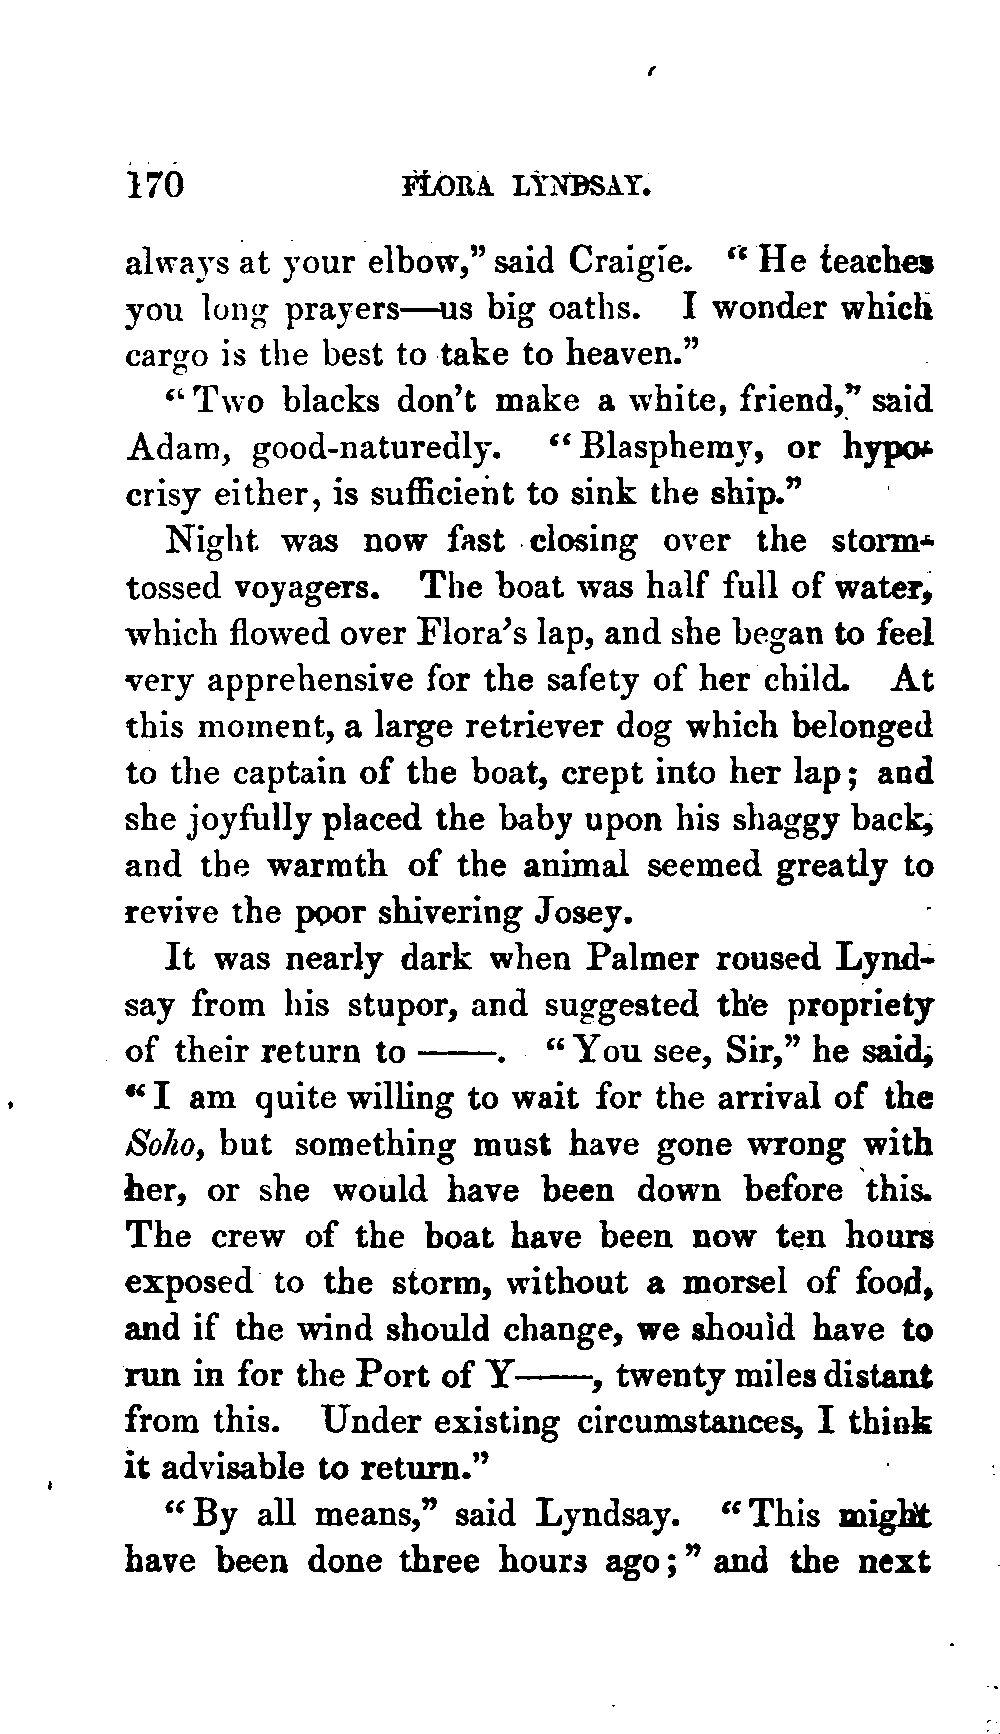 170 FLORA LYNDSAY.
always at your elbow,” said Craigie. “He teaches
you long prayers—us big oaths. I wonder which
cargo is the best to take to heaven.”
“Two blacks don’t make a white, friend,” said
Adam, good-naturedly. “Blasphemy, or hypo-
crisy either, is sufficient to sink the ship.”
Night was now fast closing over the storm-
tossed voyagers. The boat was half full of water,
which flowed over Flora’s lap, and she began to feel
very apprehensive for the safety of her child. At
this moment, a large retriever dog which belonged
to the captain of the boat, crept into her lap; and
she joyfully placed the baby upon his shaggy back,
and the warmth of the animal seemed greatly to
revive the poor shivering Josey.
It was nearly dark when Palmer roused Lynd-
say from his stupor, and suggested the propriety
of their return to ——. “You see, Sir,” he said,
“I am quite willing to wait for the arrival of the
Soho, but something must have gone wrong with
her, or she would have been down before this.
The crew of the boat have been now ten hours
exposed to the storm, without a morsel of food,
and if the wind should change, we should have to
run in for the Port of Y——, twenty miles distant
from this. Under existing circumstances, I think
it advisable to return.”
“By all means,” said Lyndsay. “This might
have been done three hours ago;” and the next